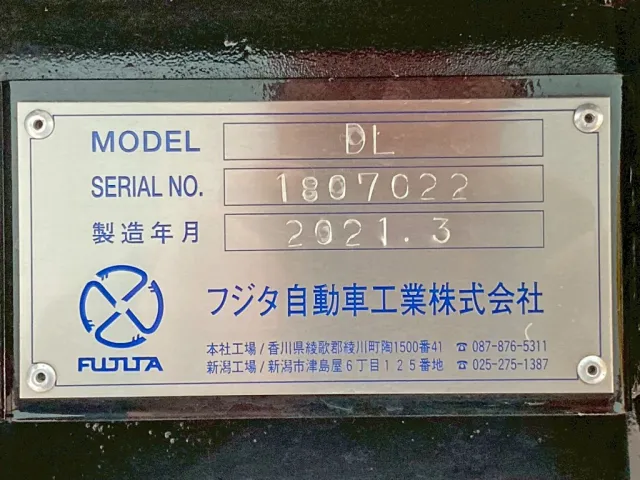 MODEL DL
SERIAL NO. 1807022
製造年月 2021.3
フジタ自動車工業株式会社
FUJITA
本社工場/香川県綾歌郡綾川町陶1500番41 ☎087-876-5311
新潟工場/新潟市津島屋6丁目125番地 ☎025-275-1387